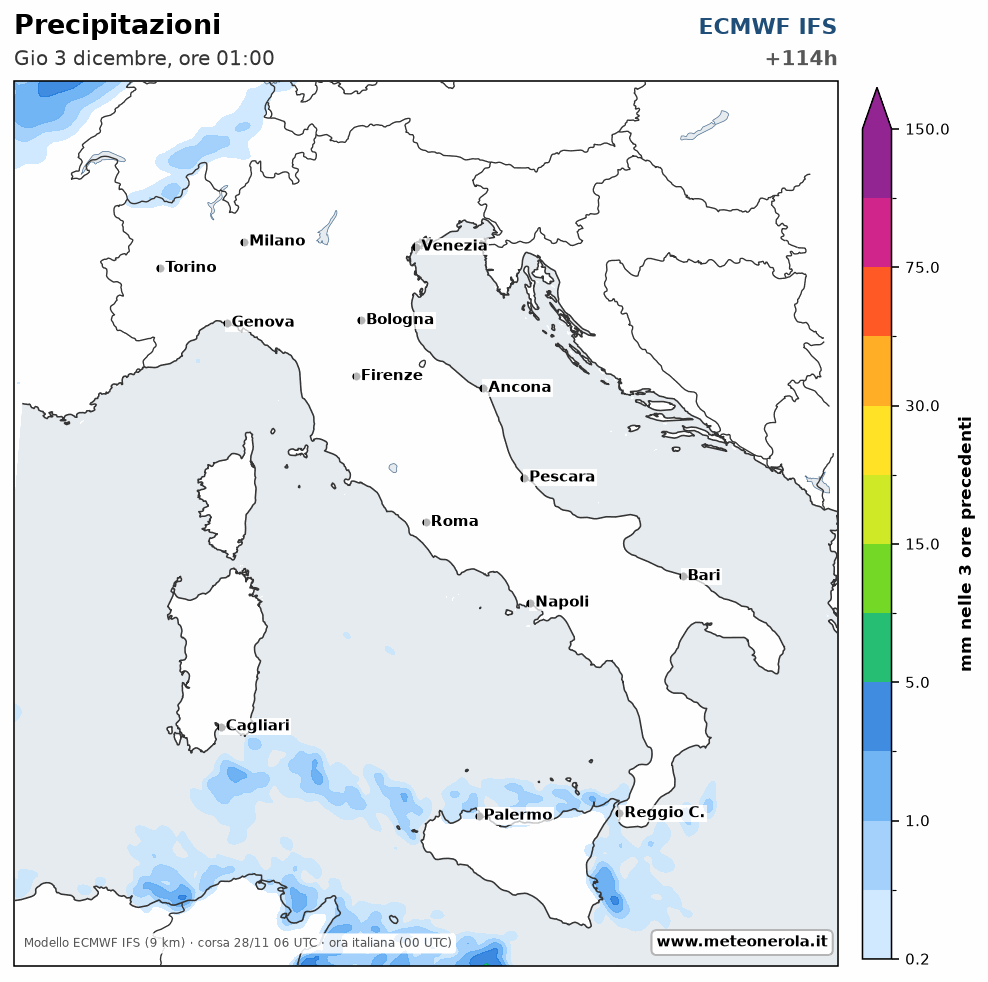 Precipitazioni
ECMWF IFS
Gio 3 dicembre, ore 01:00
+114h
150.0
75.0
30.0
15.0
5.0
1.0
0.2
mm nelle 3 ore precedenti
Milano
Venezia
Torino
Genova
Bologna
Firenze
Ancona
Pescara
Roma
Bari
Napoli
Cagliari
Palermo
Reggio C.
Modello ECMWF IFS (9 km) · corsa 28/11 06 UTC · ora italiana (00 UTC)
www.meteonerola.it